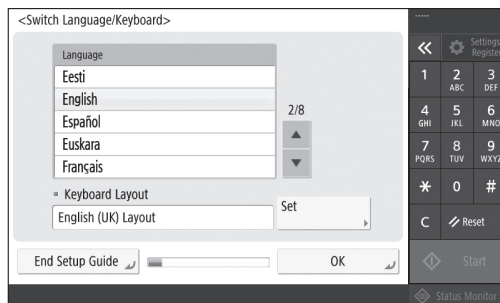 <Switch Language/Keyboard>
Language
Eesti
English
Español
Euskara
Français
2/8
Keyboard Layout
English (UK) Layout
Set
End Setup Guide
OK
Settings
Register
1
2
ABC
3
DEF
4
GHI
5
JKL
6
MNO
7
PQRS
8
TUV
9
WXYZ
*
0
#
C
Reset
Start
Status Monitor